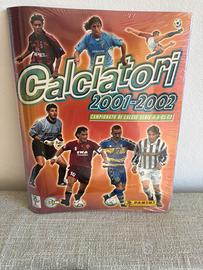 Calciatori
2001-2002
CAMPIONATO DI CALCIO SERIE A-B-C1-C2
PANINI